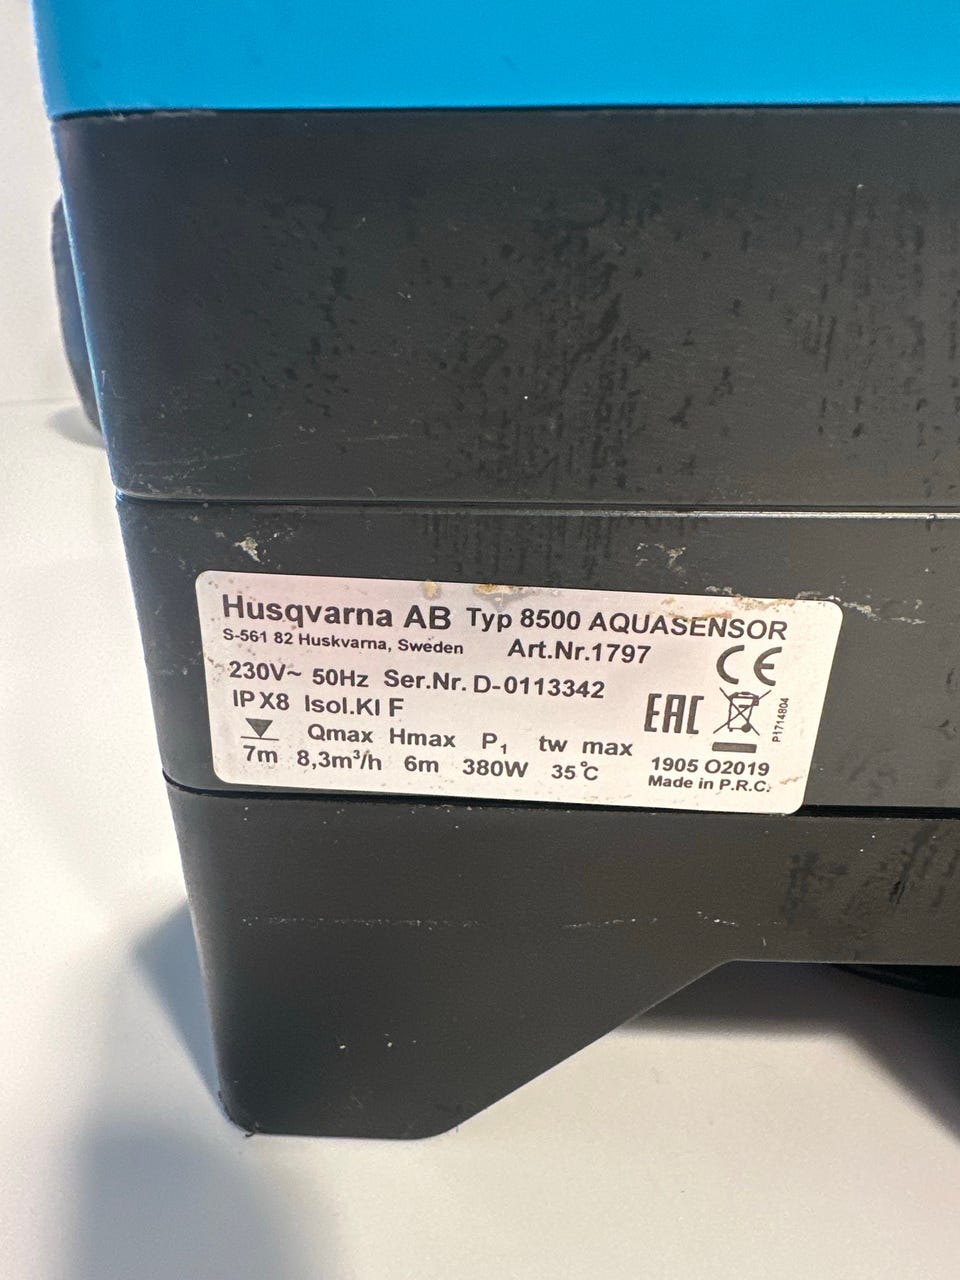 Husqvarna AB Typ 8500 AQUASENSOR
S-561 82 Huskvarna, Sweden Art.Nr.1797
230V~ 50Hz Ser.Nr. D-0113342
IP X8 Isol.Kl F
Qmax Hmax P₁ tw max
7m 8,3m³/h 6m 380W 35°C
CE
EAC
P1714804
1905 O2019
Made in P.R.C.